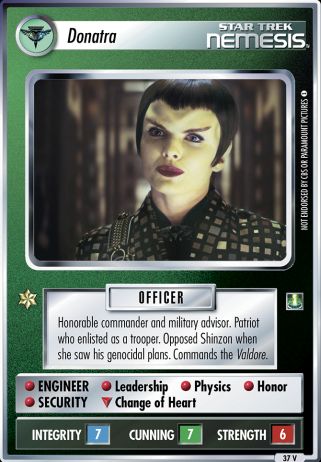 Donatra
STAR TREK
NEMESIS
NOT ENDORSED BY CBS OR PARAMOUNT PICTURES
OFFICER
Honorable commander and military advisor. Patriot
who enlisted as a trooper. Opposed Shinzon when
she saw his genocidal plans. Commands the Valdore.
ENGINEER Leadership Physics Honor
SECURITY Change of Heart
INTEGRITY 7 CUNNING 7 STRENGTH 6
37 V